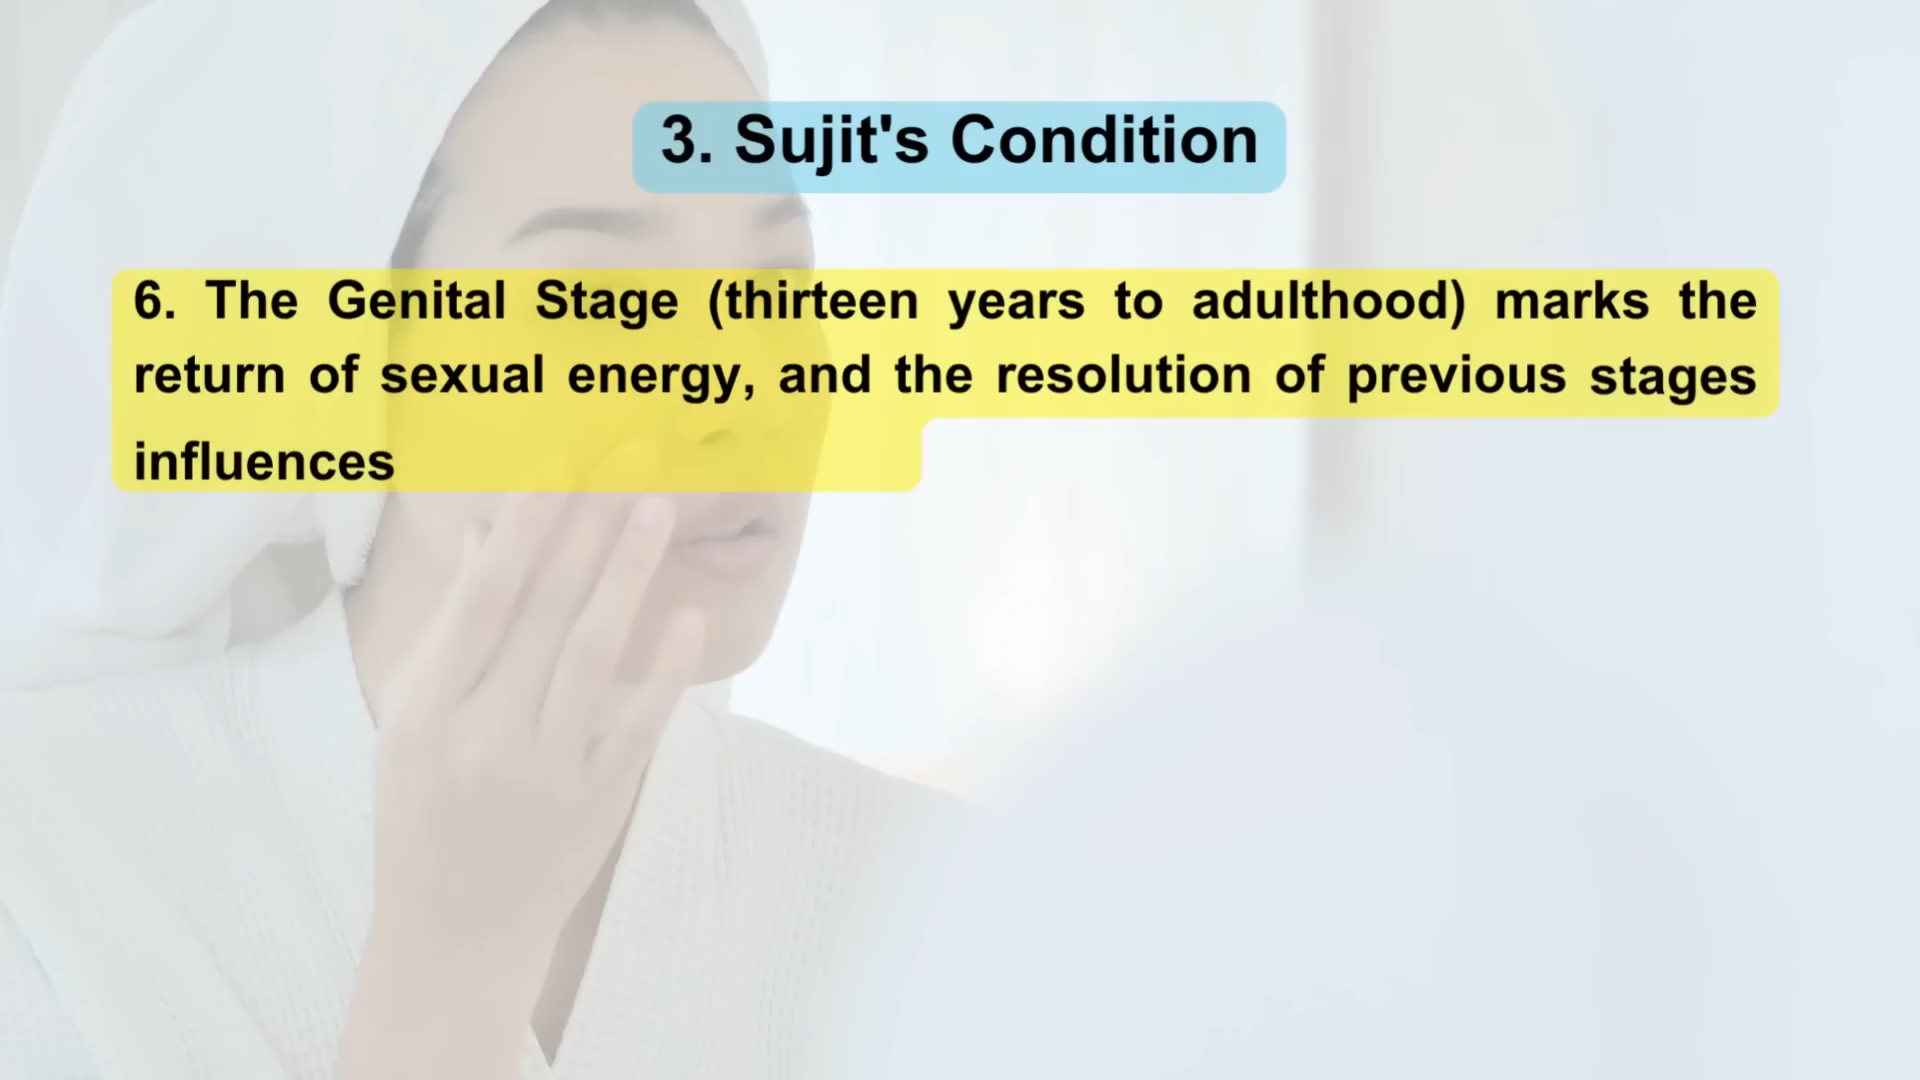 3. Sujit's Condition
6. The Genital Stage (thirteen years to adulthood) marks the
return of sexual energy, and the resolution of previous stages
influences